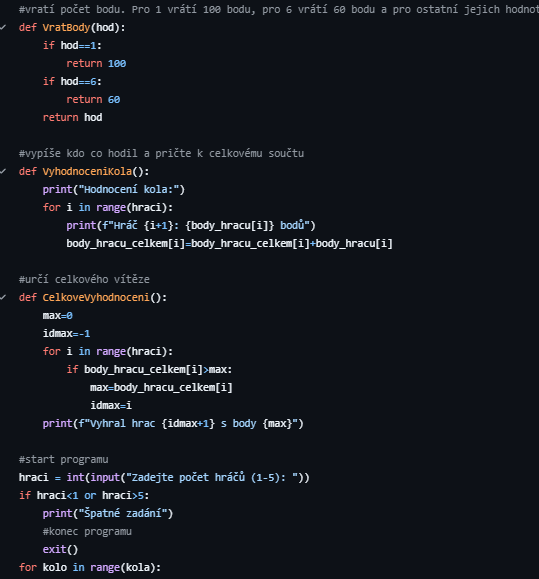 #vratí počet bodu. Pro 1 vrátí 100 bodu, pro 6 vrátí 60 bodu a pro ostatní jejich
def VratBody(hod):
    if hod==1:
        return 100
    if hod==6:
        return 60
    return hod
#vypíše kdo co hodil a pričte k celkovému součtu
def VyhodnoceniKola():
    print("Hodnocení kola:")
    for i in range(hraci):
        print(f"Hráč {i+1}: {body_hracu[i]} bodů")
        body_hracu_celkem[i]=body_hracu_celkem[i]+body_hracu[i]
#určí celkového vítěze
def CelkoveVyhodnoceni():
    max=0
    idmax=-1
    for i in range(hraci):
        if body_hracu_celkem[i]>max:
            max=body_hracu_celkem[i]
            idmax=i
    print(f"Vyhral hrac {idmax+1} s body {max}")
#start programu
hraci = int(input("Zadejte počet hráčů (1-5): "))
if hraci<1 or hraci>5:
    print("Špatné zadání")
    #konec programu
    exit()
for kolo in range(kola):